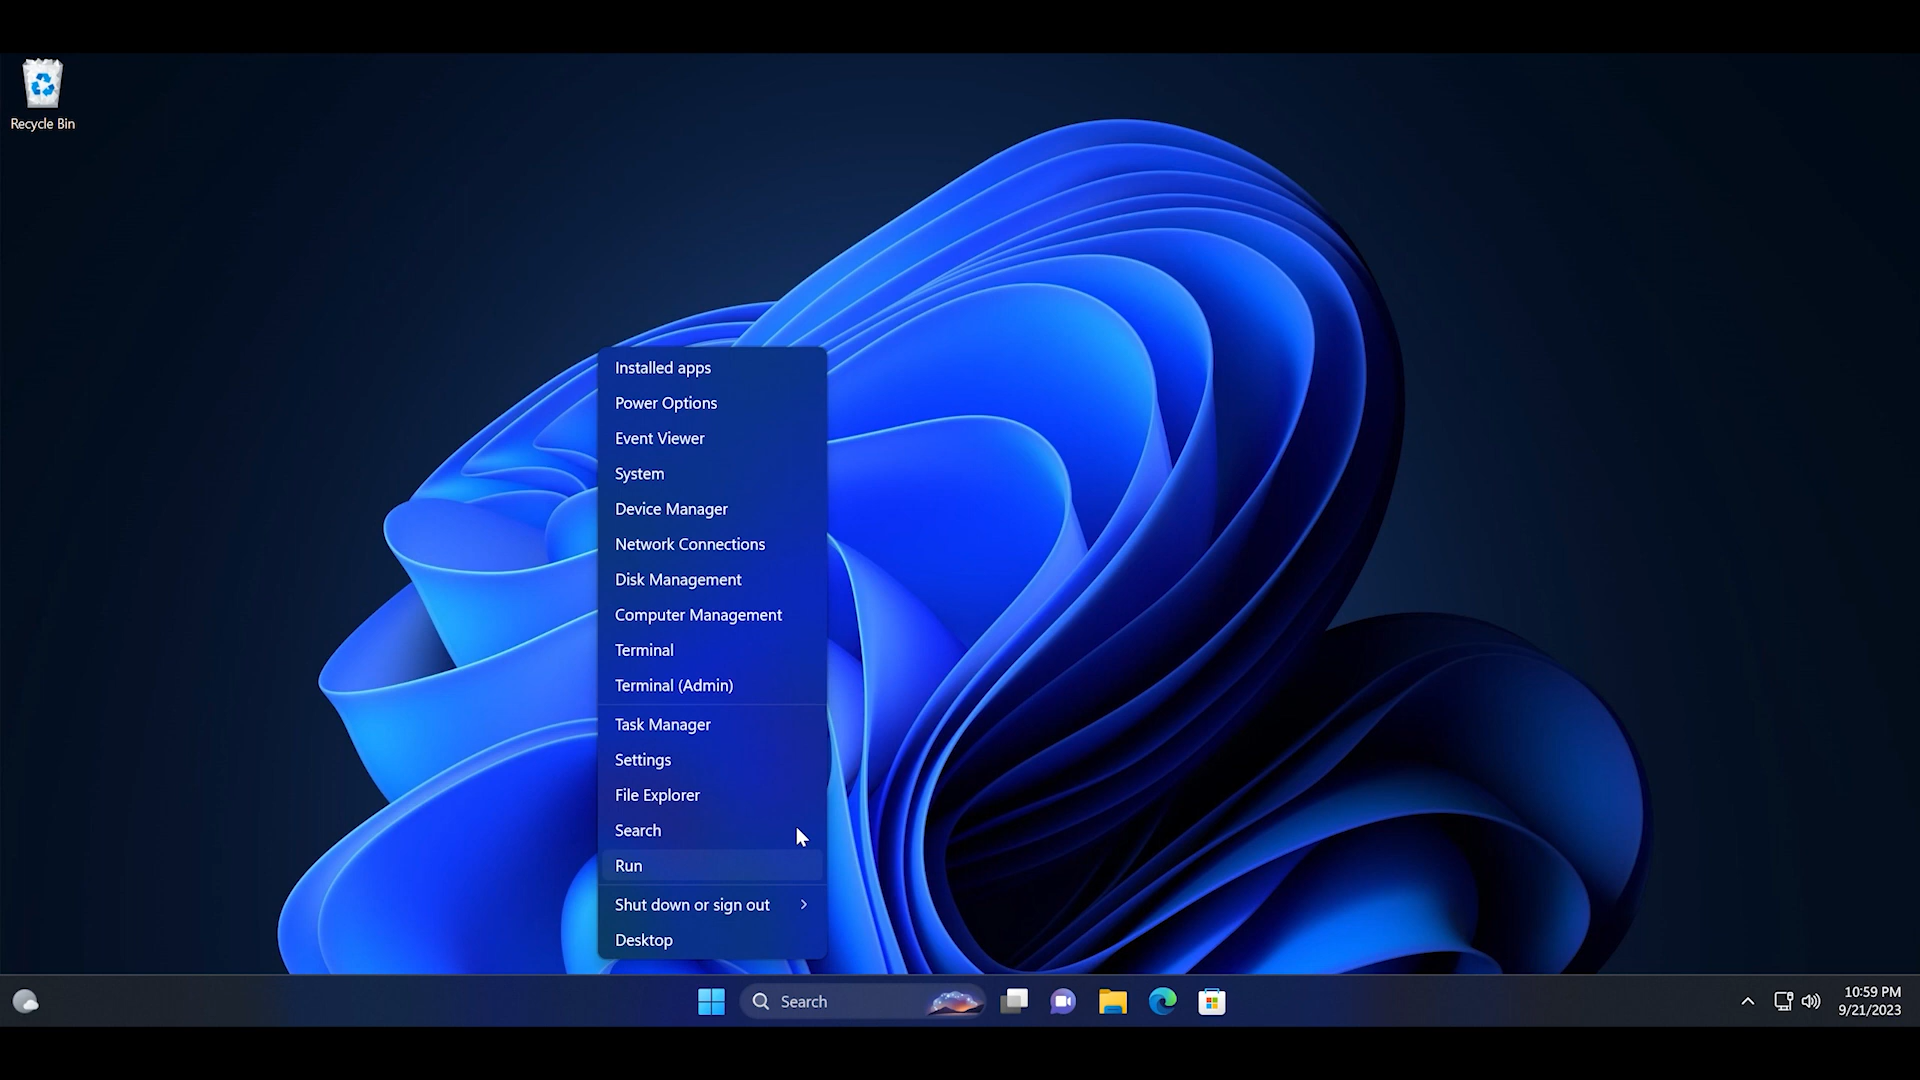 Recycle Bin
Installed apps
Power Options
Event Viewer
System
Device Manager
Network Connections
Disk Management
Computer Management
Terminal
Terminal (Admin)
Task Manager
Settings
File Explorer
Search
Run
Shut down or sign out
Desktop
Search
10:59 PM
9/21/2023